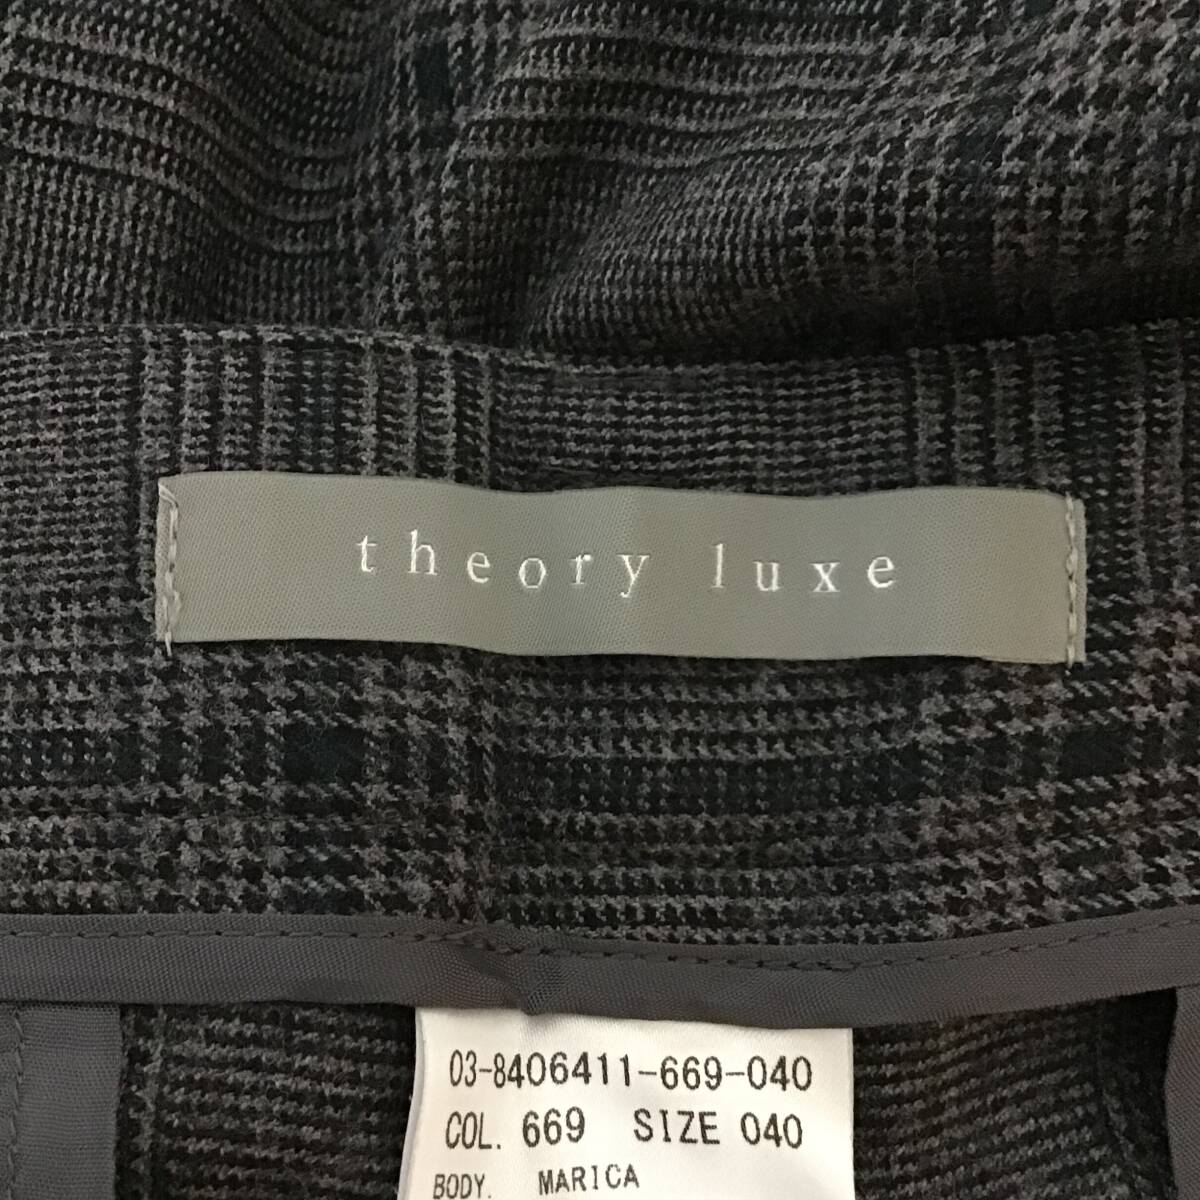 theory luxe
03-8406411-669-040
COL. 669 SIZE 040
BODY. MARICA